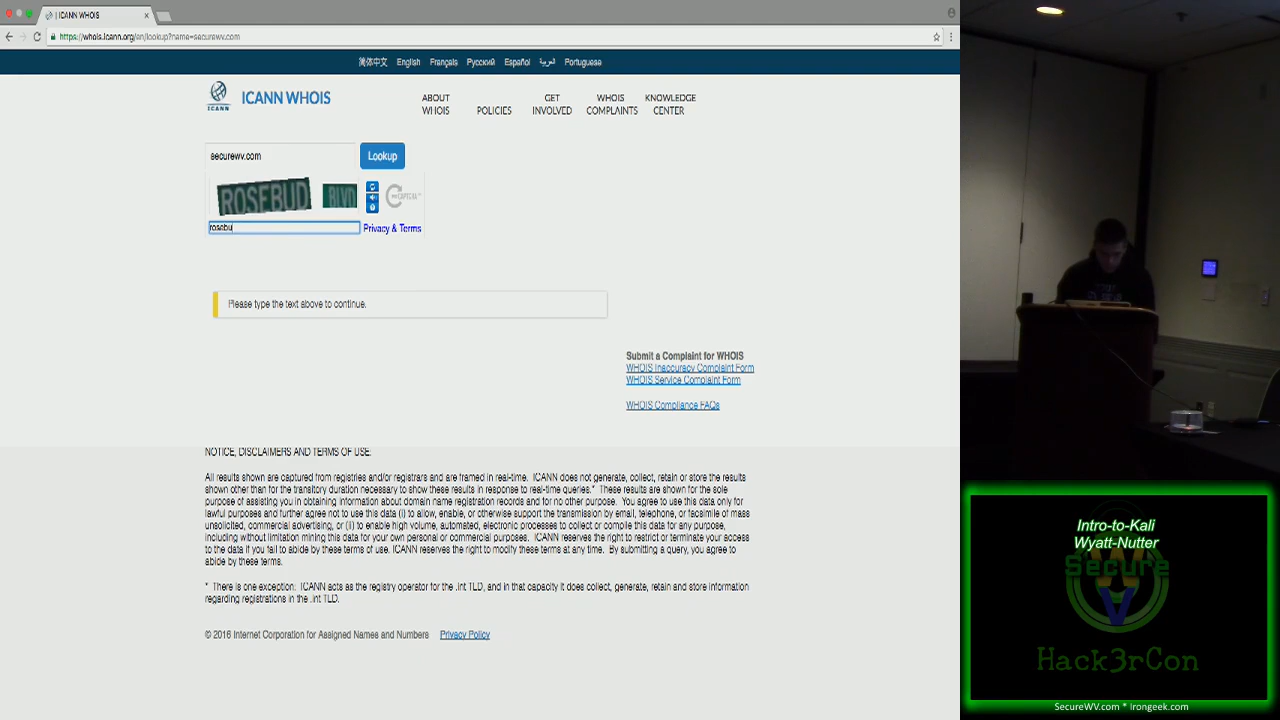 | ICANN WHOIS
https://whois.icann.org/en/lookup?name=securewv.com
简体中文 English Français Русский Español العربية Portuguese
ICANN
ICANN WHOIS
ABOUT WHOIS
POLICIES
GET INVOLVED
WHOIS COMPLAINTS
KNOWLEDGE CENTER
securewv.com
Lookup
ROSEBUD BLVD
rosebu
Privacy & Terms
Please type the text above to continue.
Submit a Complaint for WHOIS
WHOIS Inaccuracy Complaint Form
WHOIS Service Complaint Form
WHOIS Compliance FAQs
NOTICE, DISCLAIMERS AND TERMS OF USE:
All results shown are captured from registries and/or registrars and are framed in real-time. ICANN does not generate, collect, retain or store the results
shown other than for the transitory duration necessary to show these results in response to real-time queries.* These results are shown for the sole
purpose of assisting you in obtaining information about domain name registration records and for no other purpose. You agree to use this data only for
lawful purposes and further agree not to use this data (i) to allow, enable, or otherwise support the transmission by email, telephone, or facsimile of mass
unsolicited, commercial advertising, or (ii) to enable high volume, automated, electronic processes to collect or compile this data for any purpose,
including without limitation mining this data for your own personal or commercial purposes. ICANN reserves the right to restrict or terminate your access
to the data if you fail to abide by these terms of use. ICANN reserves the right to modify these terms at any time. By submitting a query, you agree to
abide by these terms.
* There is one exception: ICANN acts as the registry operator for the .int TLD, and in that capacity it does collect, generate, retain and store information
regarding registrations in the .int TLD.
© 2016 Internet Corporation for Assigned Names and Numbers Privacy Policy
Intro-to-Kali
Wyatt-Nutter
Secure
WV
Hack3rCon
SecureWV.com * Irongeek.com